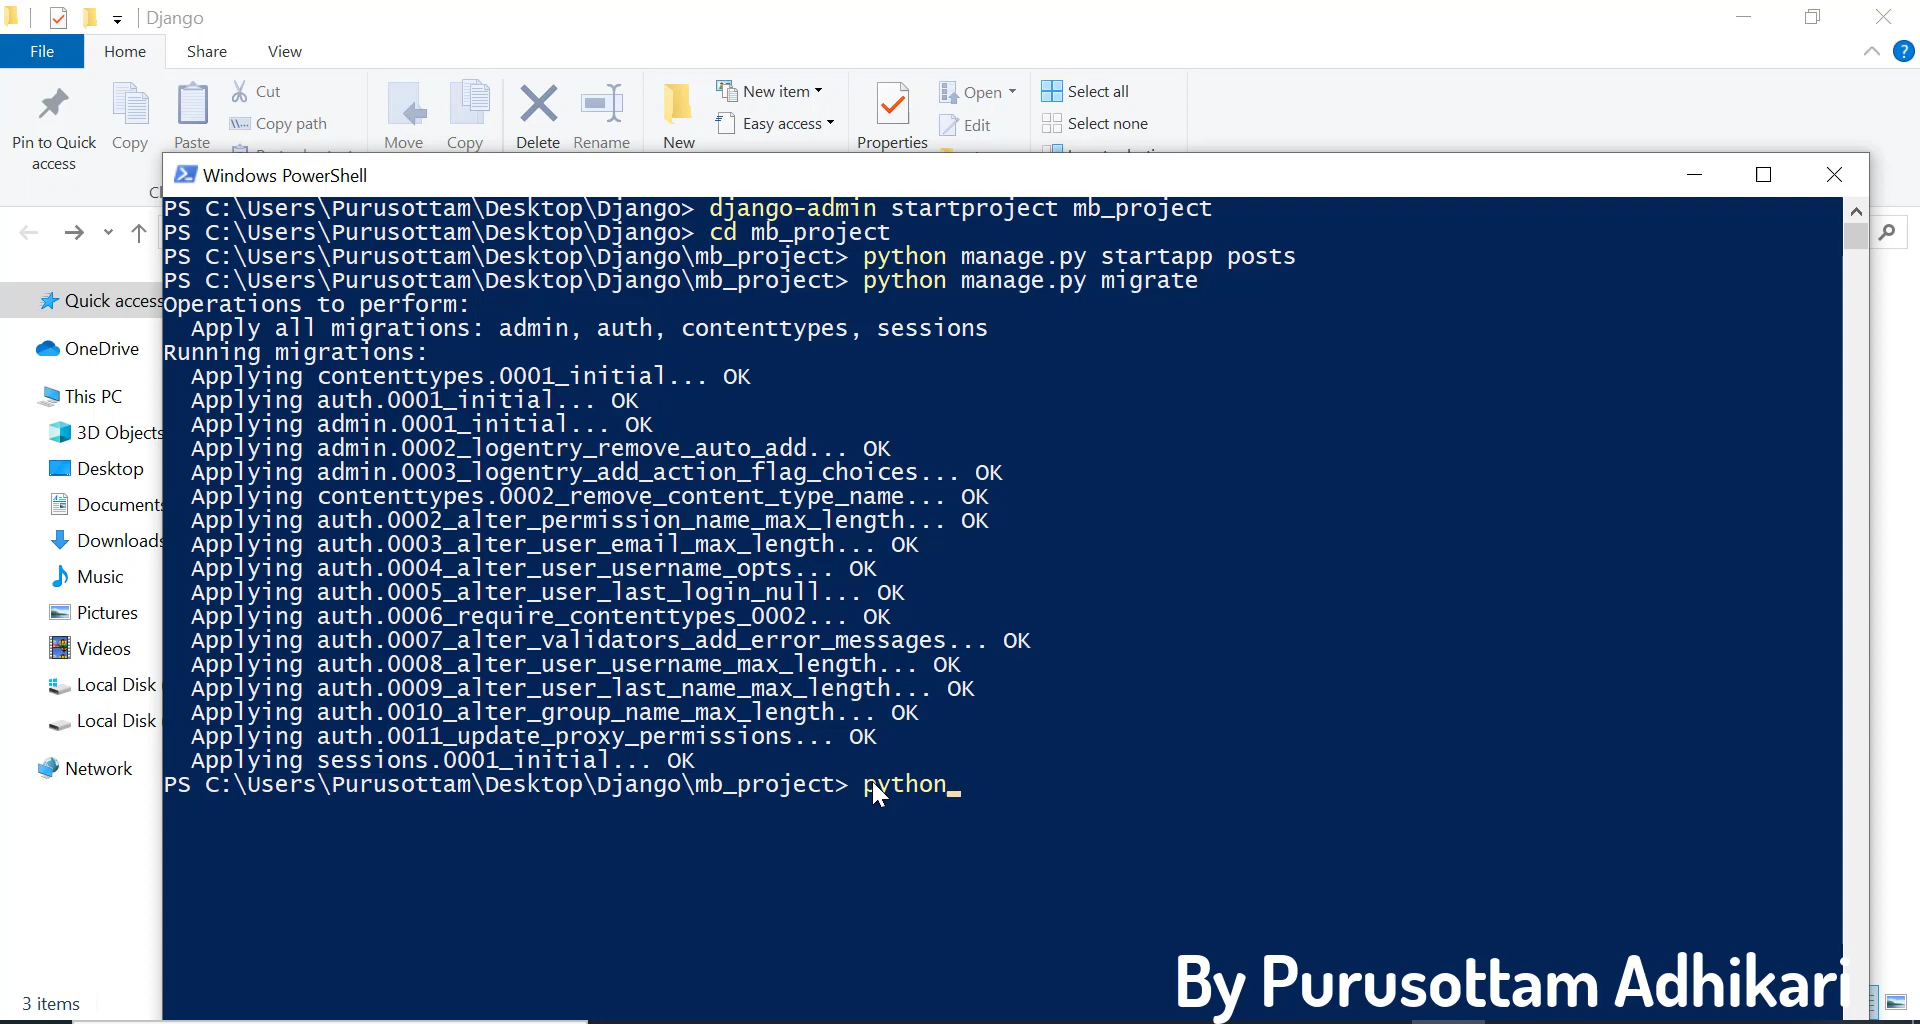 Django
File Home Share View
Pin to Quick access
Copy
Paste
Cut
Copy path
Move
Copy
Delete
Rename
New
New item
Easy access
Properties
Open
Edit
Select all
Select none
Windows PowerShell
PS C:\Users\Purusottam\Desktop\Django> django-admin startproject mb_project
PS C:\Users\Purusottam\Desktop\Django> cd mb_project
PS C:\Users\Purusottam\Desktop\Django\mb_project> python manage.py startapp posts
PS C:\Users\Purusottam\Desktop\Django\mb_project> python manage.py migrate
Operations to perform:
Apply all migrations: admin, auth, contenttypes, sessions
Running migrations:
Applying contenttypes.0001_initial... OK
Applying auth.0001_initial... OK
Applying admin.0001_initial... OK
Applying admin.0002_logentry_remove_auto_add... OK
Applying admin.0003_logentry_add_action_flag_choices... OK
Applying contenttypes.0002_remove_content_type_name... OK
Applying auth.0002_alter_permission_name_max_length... OK
Applying auth.0003_alter_user_email_max_length... OK
Applying auth.0004_alter_user_username_opts... OK
Applying auth.0005_alter_user_last_login_null... OK
Applying auth.0006_require_contenttypes_0002... OK
Applying auth.0007_alter_validators_add_error_messages... OK
Applying auth.0008_alter_user_username_max_length... OK
Applying auth.0009_alter_user_last_name_max_length... OK
Applying auth.0010_alter_group_name_max_length... OK
Applying auth.0011_update_proxy_permissions... OK
Applying sessions.0001_initial... OK
PS C:\Users\Purusottam\Desktop\Django\mb_project> python_
Quick access
OneDrive
This PC
3D Objects
Desktop
Documents
Downloads
Music
Pictures
Videos
Local Disk
Local Disk
Network
3 items
By Purusottam Adhikari